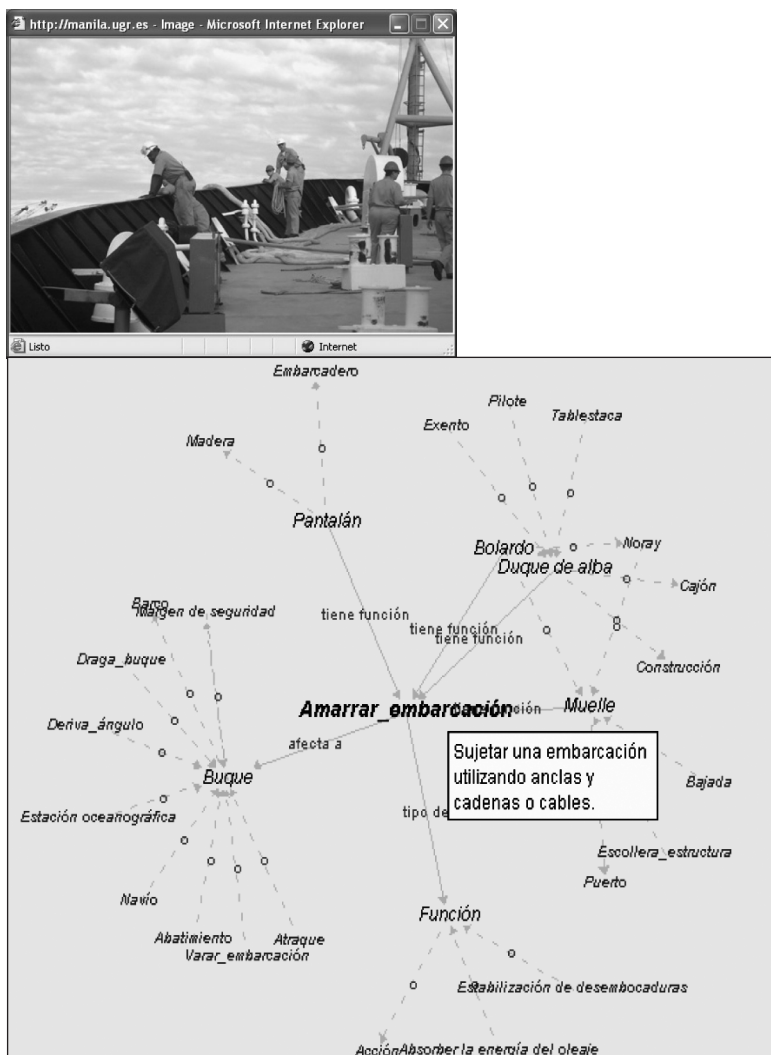 http://manila.ugr.es - Image - Microsoft Internet Explorer
Listo
Internet
Embarcadero
Pilote
Tablestaca
Exento
Madera
Pantalán
Bolardo
Noray
Duque de alba
Cajón
Barco
Margen de seguridad
tiene función
tiene función
tiene función
Construcción
Draga_buque
Amarrar_embarcación
tiene función
Muelle
Deriva_ángulo
afecta a
Buque
Sujetar una embarcación
utilizando anclas y
cadenas o cables.
Bajada
Estación oceanográfica
tipo de
Escollera_estructura
Puerto
Navío
Función
Abatimiento
Atraque
Varar_embarcación
Estabilización de desembocaduras
Acción
Absorber la energía del oleaje